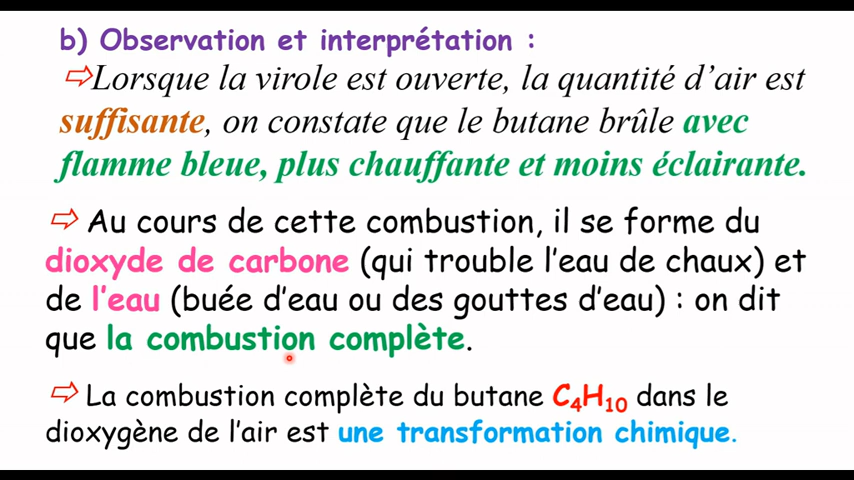 b) Observation et interprétation :
⇨Lorsque la virole est ouverte, la quantité d’air est
suffisante, on constate que le butane brûle avec
flamme bleue, plus chauffante et moins éclairante.
⇨ Au cours de cette combustion, il se forme du
dioxyde de carbone (qui trouble l’eau de chaux) et
de l’eau (buée d’eau ou des gouttes d’eau) : on dit
que la combustion complète.
⇨ La combustion complète du butane C₄H₁₀ dans le
dioxygène de l’air est une transformation chimique.